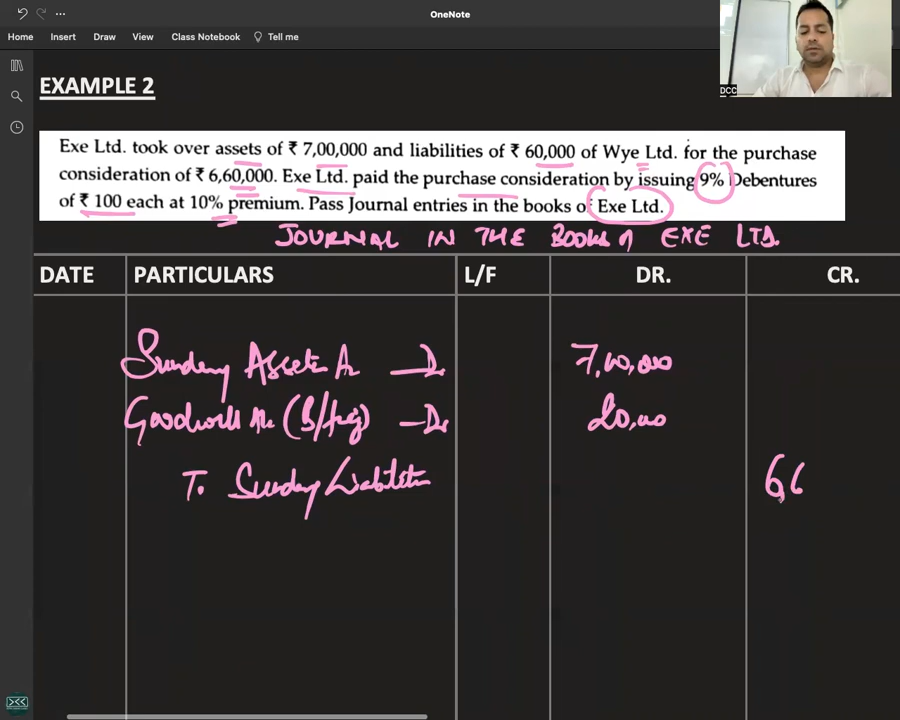 OneNote
Home Insert Draw View Class Notebook Tell me
DCC
EXAMPLE 2
Exe Ltd. took over assets of ₹ 7,00,000 and liabilities of ₹ 60,000 of Wye Ltd. for the purchase
consideration of ₹ 6,60,000. Exe Ltd. paid the purchase consideration by issuing 9% Debentures
of ₹ 100 each at 10% premium. Pass Journal entries in the books of Exe Ltd.
JOURNAL IN THE BOOKS OF EXE LTD.
DATE PARTICULARS L/F DR. CR.
Sunday Assets A/c — Dr 7,00,000
Goodwill A/c (B/fig) — Dr 20,000
To Sunday Liabilities 66